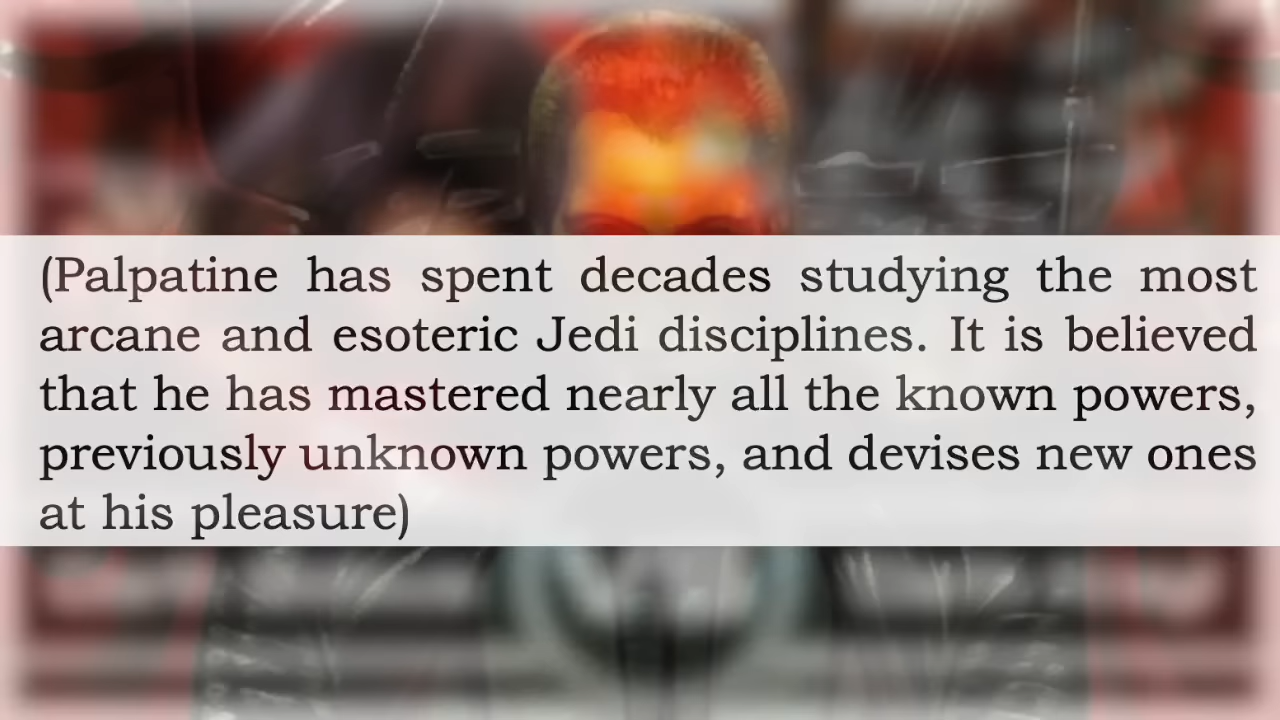 (Palpatine has spent decades studying the most
arcane and esoteric Jedi disciplines. It is believed
that he has mastered nearly all the known powers,
previously unknown powers, and devises new ones
at his pleasure)